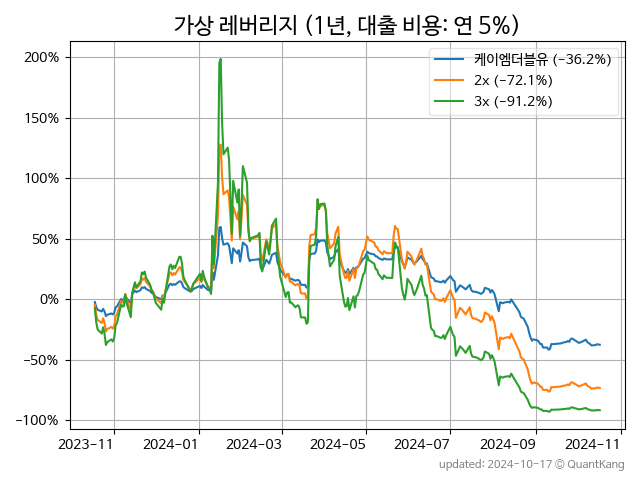 가상 레버리지 (1년, 대출 비용: 연 5%)
케이엠더블유 (-36.2%)
2x (-72.1%)
3x (-91.2%)
200%
150%
100%
50%
0%
-50%
-100%
2023-11 2024-01 2024-03 2024-05 2024-07 2024-09 2024-11
updated: 2024-10-17 © QuantKang